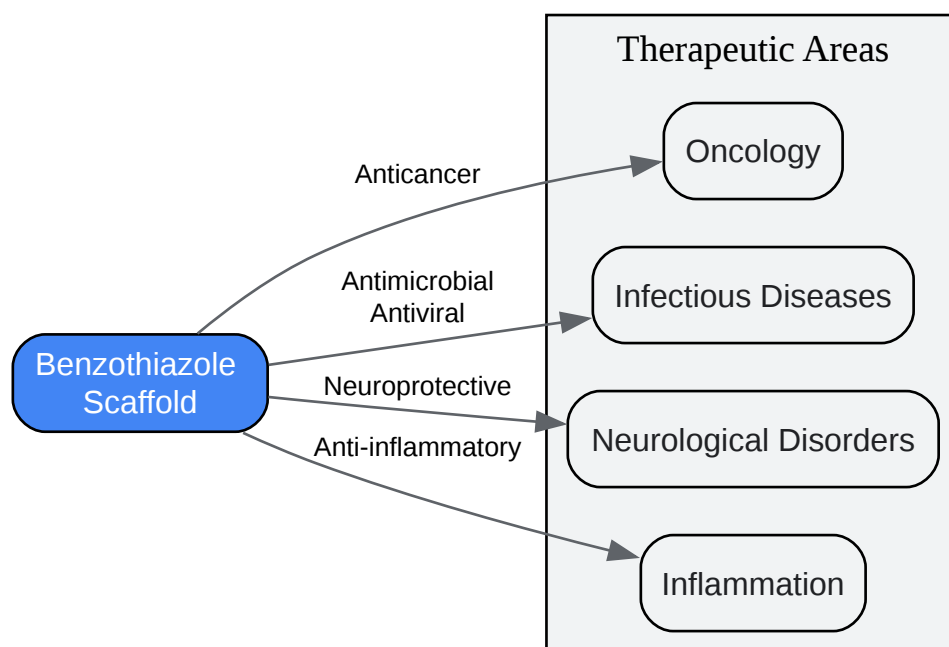 Therapeutic Areas
Oncology
Anticancer
Antimicrobial
Antiviral
Infectious Diseases
Benzothiazole
Scaffold
Neuroprotective
Neurological Disorders
Anti-inflammatory
Inflammation